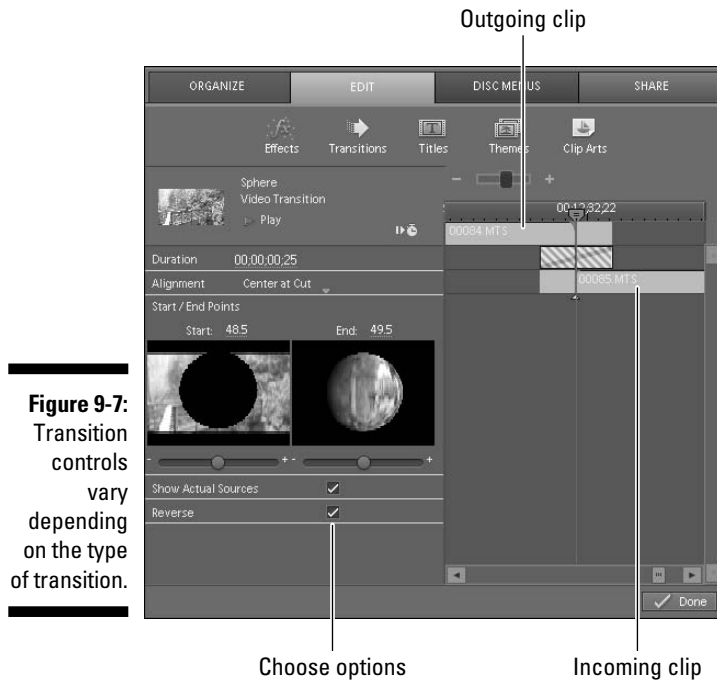 Outgoing clip
ORGANIZE EDIT DISC MENUS SHARE
Effects Transitions Titles Themes Clip Arts
Sphere
Video Transition
Play
- +
00;12;32;22
00084.MTS
Duration 00;00;00;25
Alignment Center at Cut
00085.MTS
Start / End Points
Start: 48.5 End: 49.5
- + - +
Show Actual Sources
Reverse
Done
Figure 9-7:
Transition
controls
vary
depending
on the type
of transition.
Choose options Incoming clip